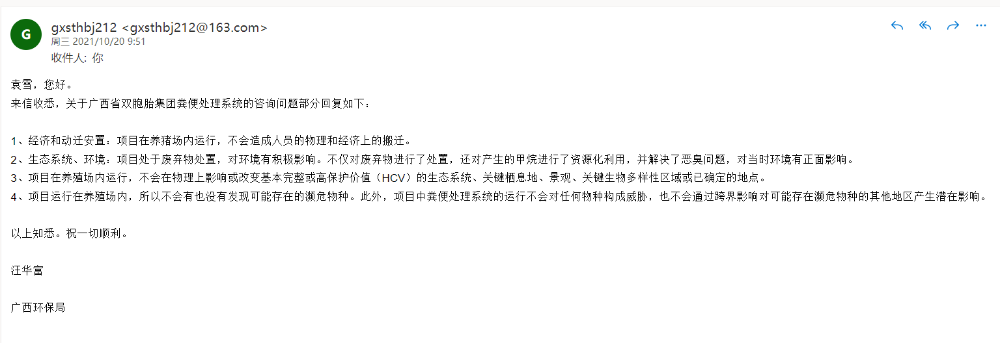 G
gxsthbj212 <gxsthbj212@163.com>
周三 2021/10/20 9:51
收件人: 你
袁雪，您好。
来信收悉，关于广西省双胞胎集团粪便处理系统的咨询问题部分回复如下：
1、经济和动迁安置：项目在养猪场内运行，不会造成人员的物理和经济上的搬迁。
2、生态系统、环境：项目处于废弃物处置，对环境有积极影响。不仅对废弃物进行了处置，还对产生的甲烷进行了资源化利用，并解决了恶臭问题，对当时环境有正面影响。
3、项目在养殖场内运行，不会在物理上影响或改变基本完整或高保护价值（HCV）的生态系统、关键栖息地、景观、关键生物多样性区域或已确定的地点。
4、项目运行在养殖场内，所以不会有也没有发现可能存在的濒危物种。此外，项目中粪便处理系统的运行不会对任何物种构成威胁，也不会通过跨界影响对可能存在濒危物种的其他地区产生潜在影响。
以上知悉。祝一切顺利。
汪华富
广西环保局